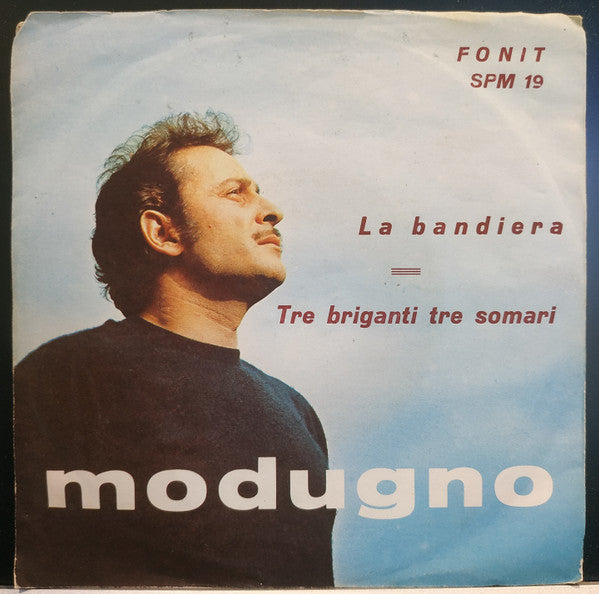 FONIT
SPM 19
La bandiera
Tre briganti tre somari
modugno